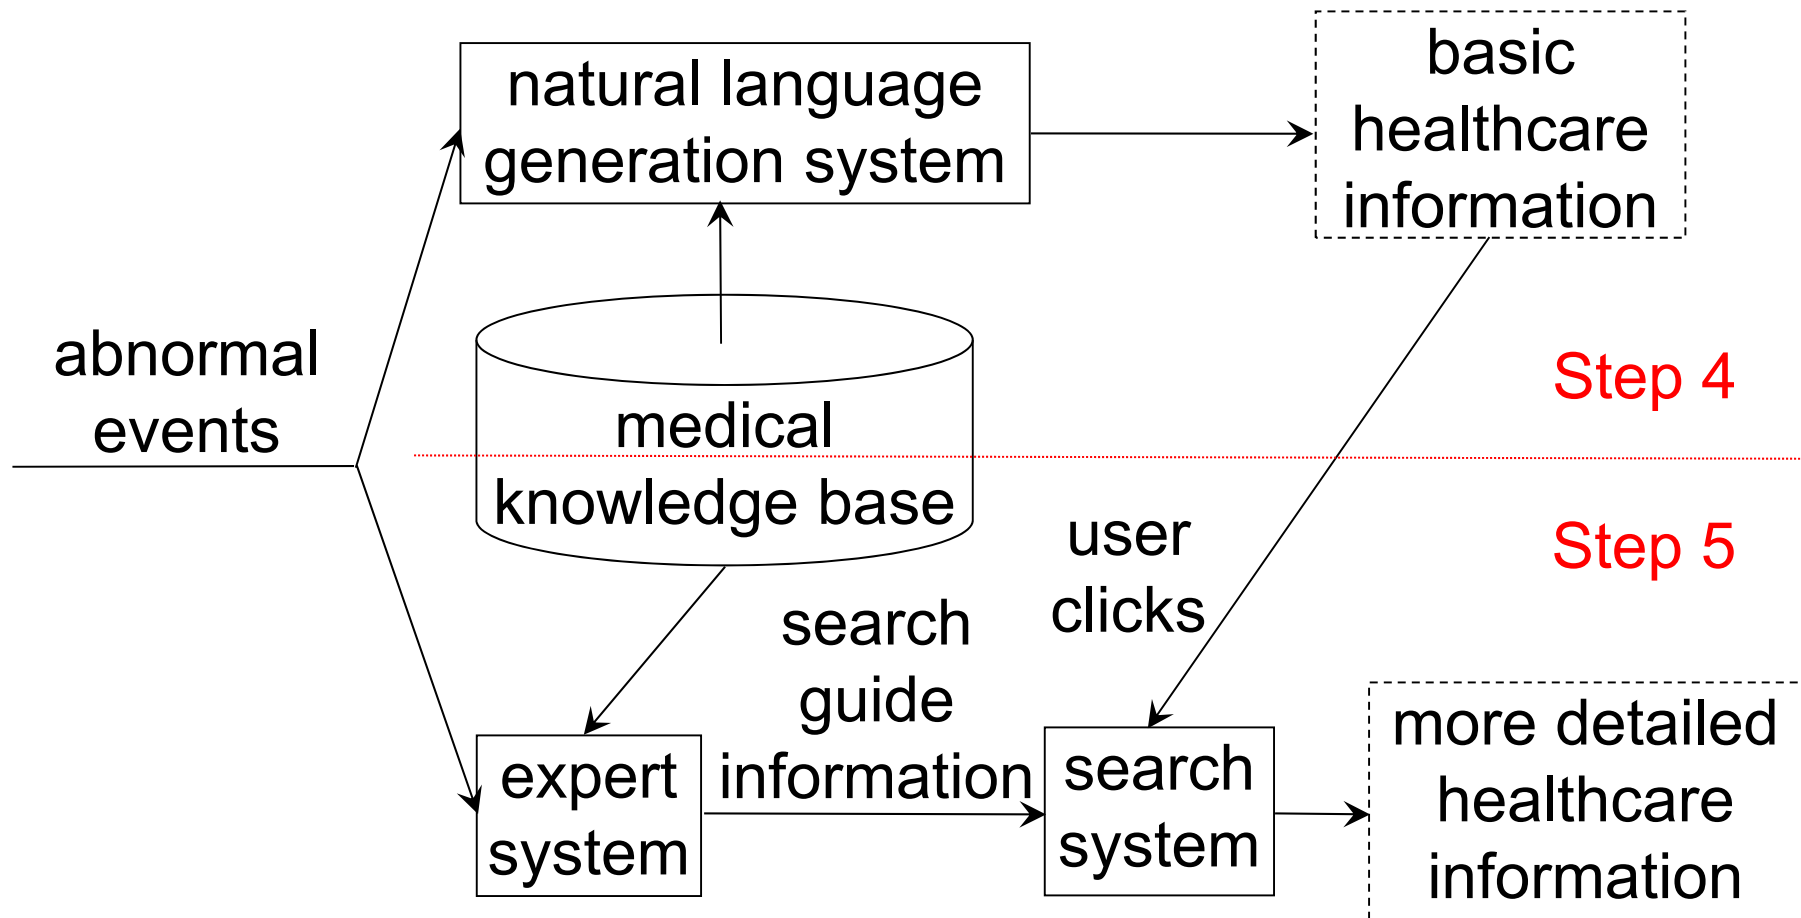 natural language
generation system
basic
healthcare
information
abnormal
events
medical
knowledge base
Step 4
Step 5
user
clicks
search
guide
information
expert
system
search
system
more detailed
healthcare
information